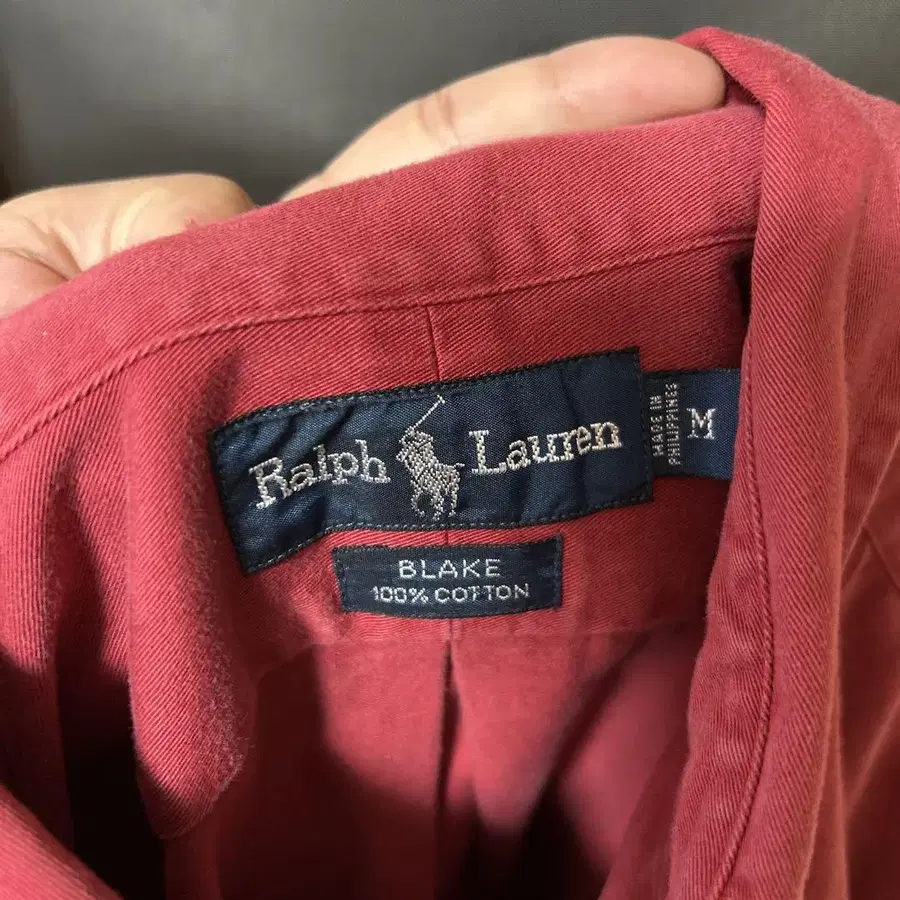 Ralph Lauren
MADE IN
PHILIPPINES
M
BLAKE
100% COTTON